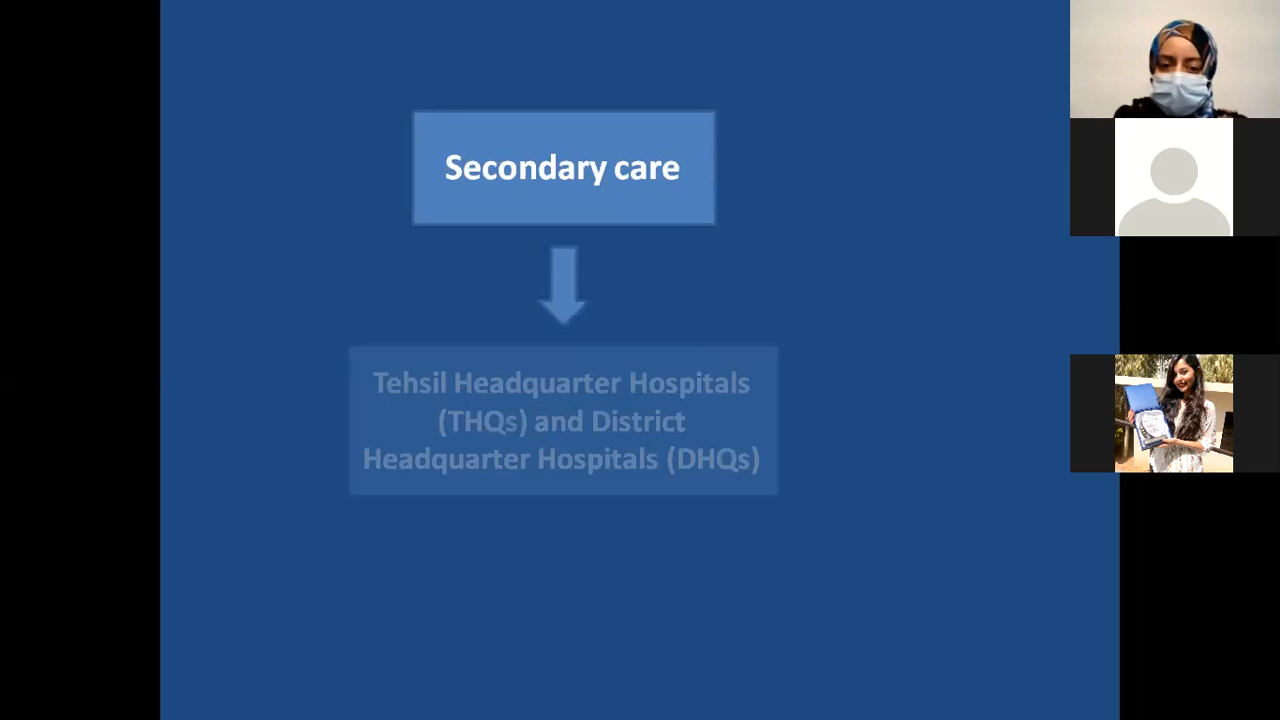 Secondary care
Tehsil Headquarter Hospitals
(THQs) and District
Headquarter Hospitals (DHQs)